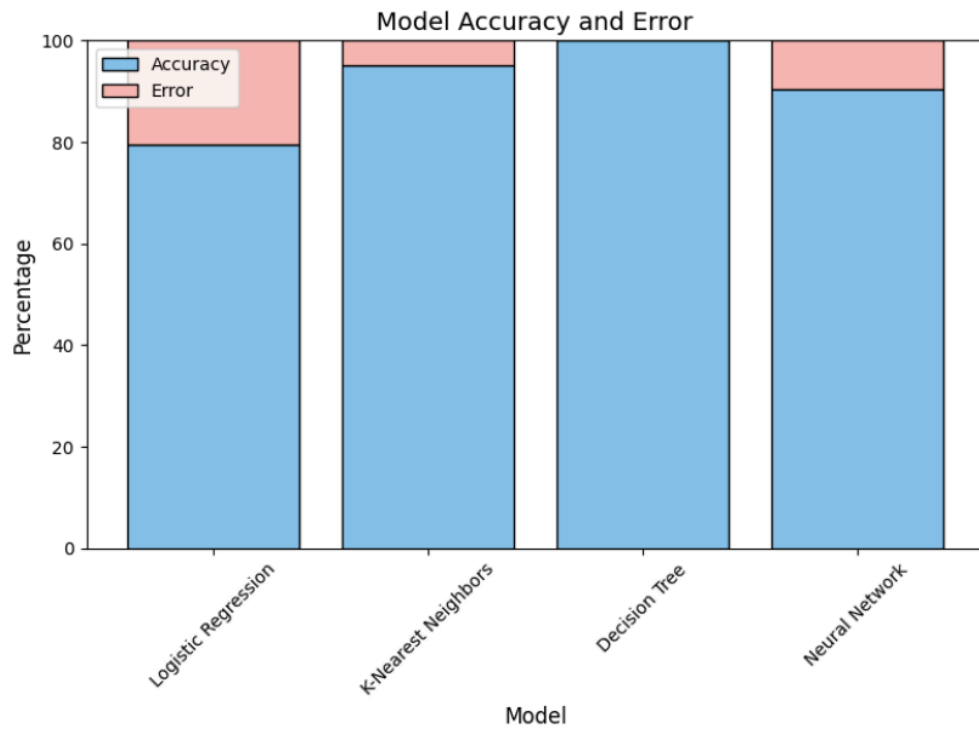 Model Accuracy and Error
100
80
60
40
20
0
Percentage
Accuracy
Error
Logistic Regression
K-Nearest Neighbors
Decision Tree
Neural Network
Model